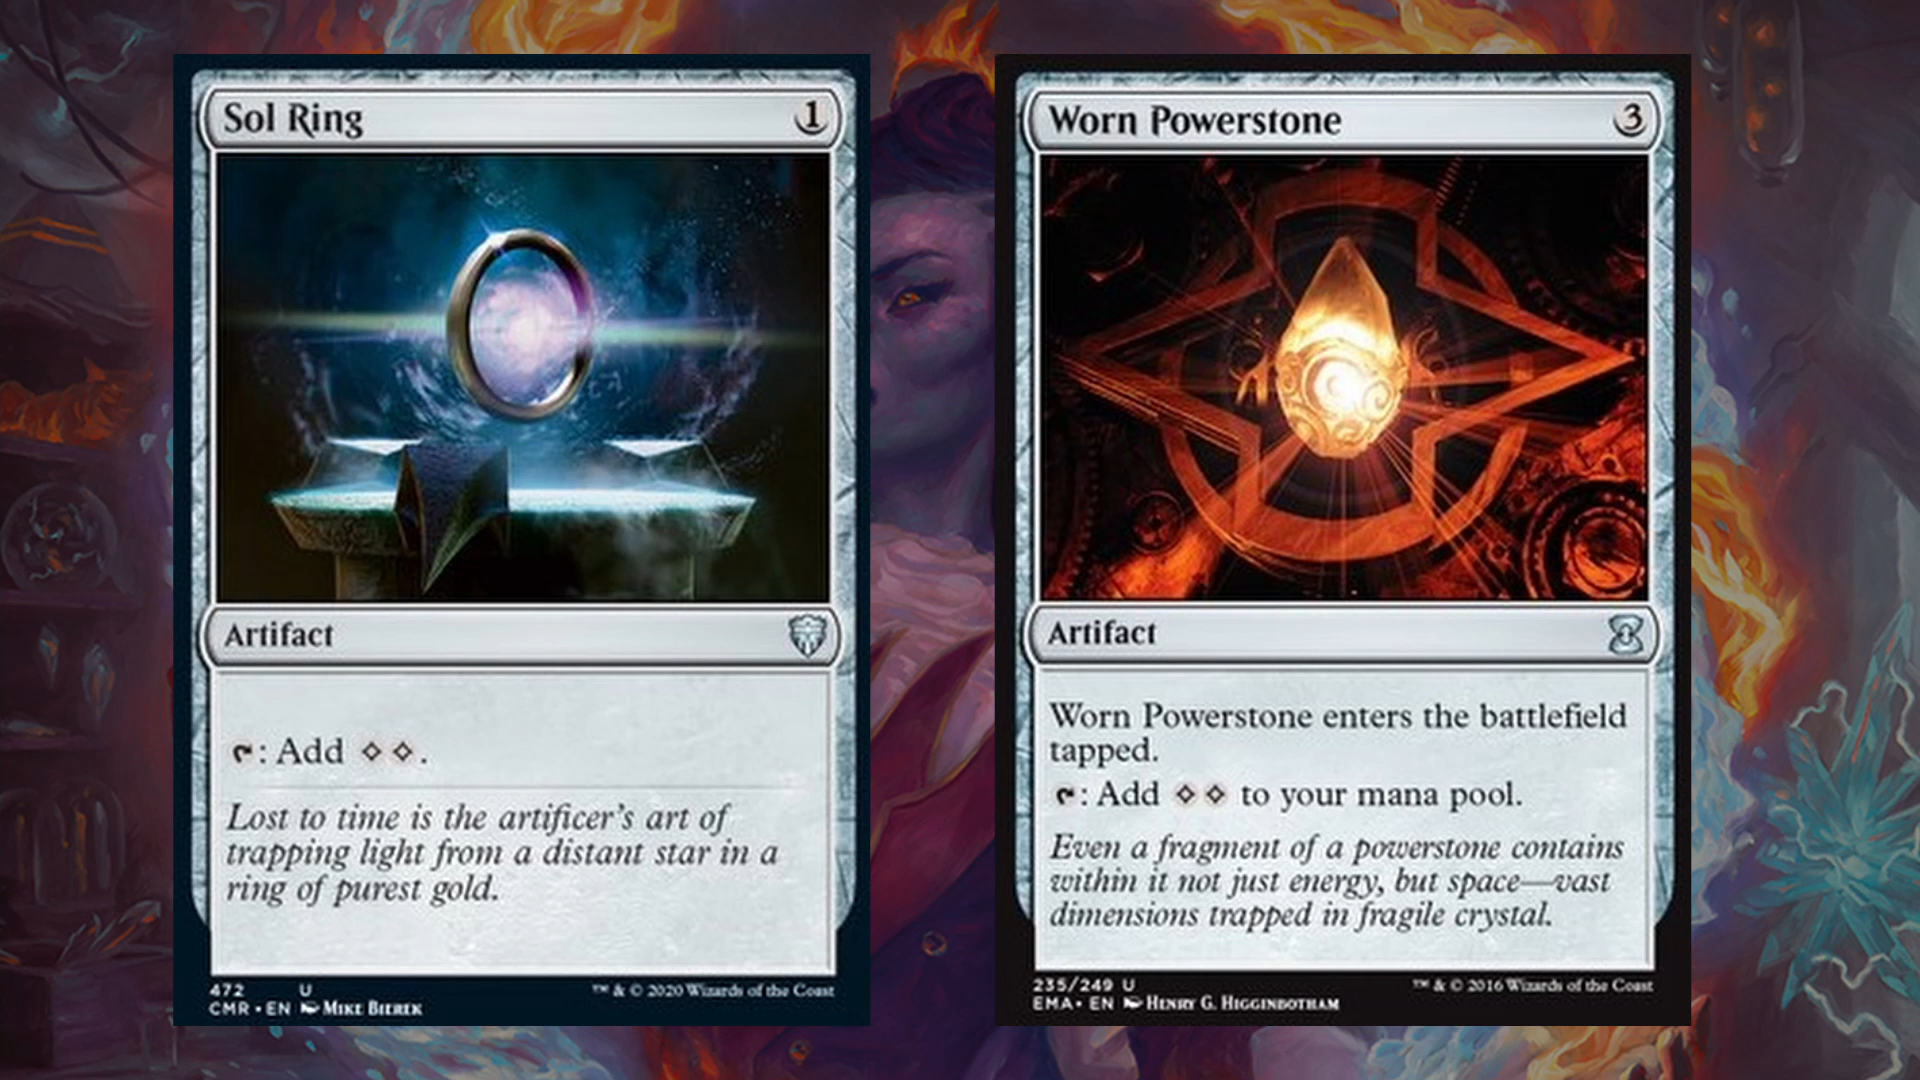 Sol Ring 1
Artifact
: Add .
Lost to time is the artificer's art of
trapping light from a distant star in a
ring of purest gold.
472 U
CMR • EN Mike Bierek
™ & © 2020 Wizards of the Coast
Worn Powerstone 3
Artifact
Worn Powerstone enters the battlefield
tapped.
: Add to your mana pool.
Even a fragment of a powerstone contains
within it not just energy, but space—vast
dimensions trapped in fragile crystal.
235/249 U
EMA • EN Henry G. Higginbotham
™ & © 2016 Wizards of the Coast